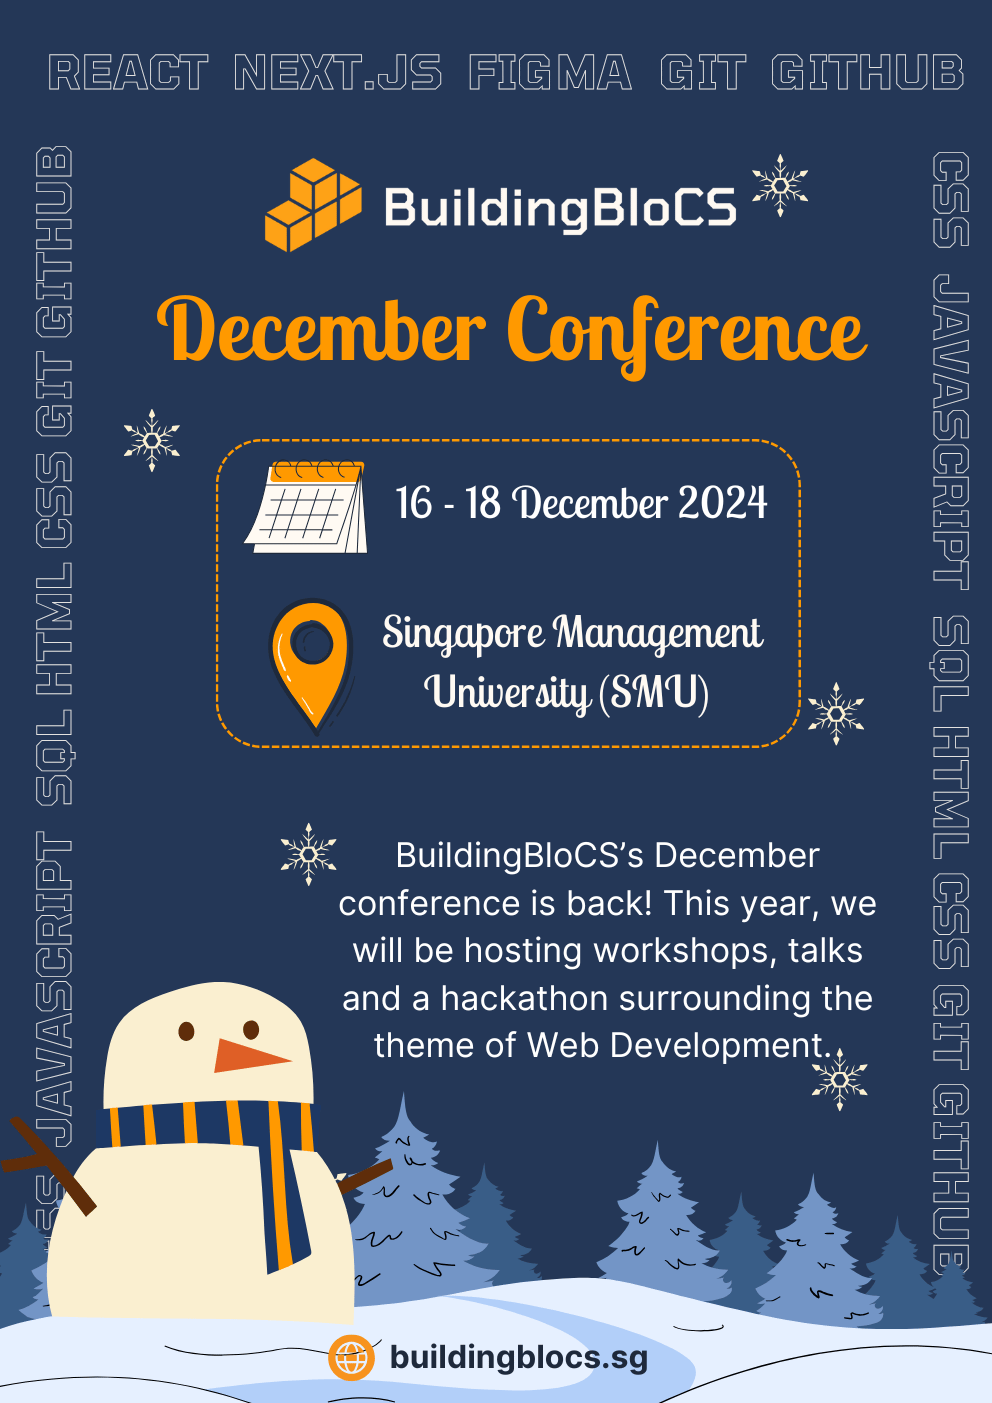 REACT NEXT.JS FIGMA GIT GITHUB
BuildingBloCS
December Conference
16 - 18 December 2024
Singapore Management
University (SMU)
BuildingBloCS’s December
conference is back! This year, we
will be hosting workshops, talks
and a hackathon surrounding the
theme of Web Development.
JAVASCRIPT SQL HTML CSS GIT GITHUB
CSS JAVASCRIPT SQL HTML CSS GIT GITHUB
buildingblocs.sg